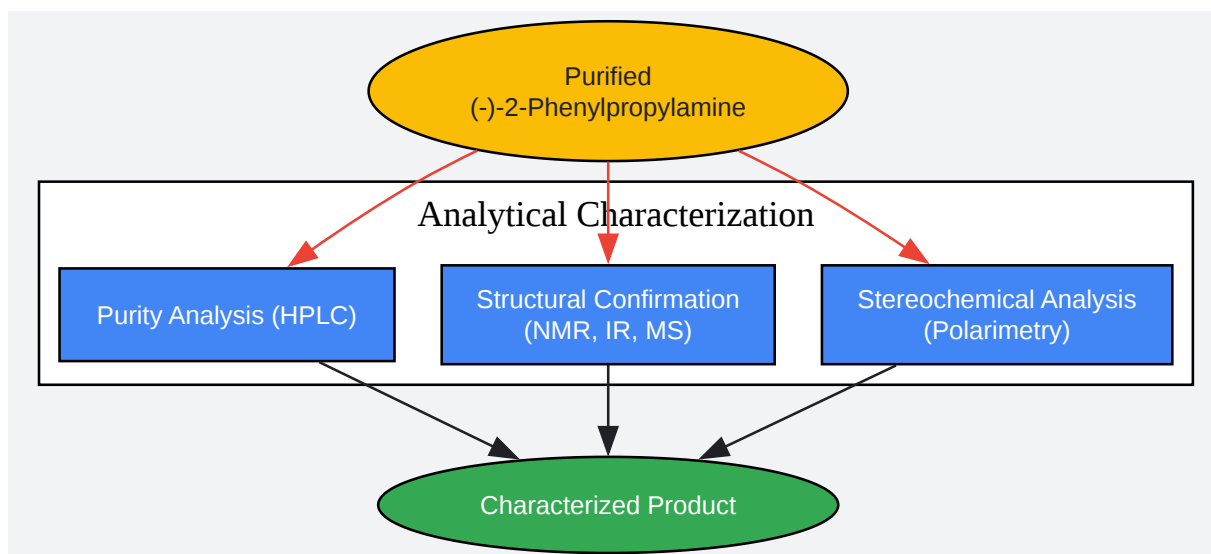 Purified
(-)-2-Phenylpropylamine
Analytical Characterization
Purity Analysis (HPLC)
Structural Confirmation
(NMR, IR, MS)
Stereochemical Analysis
(Polarimetry)
Characterized Product